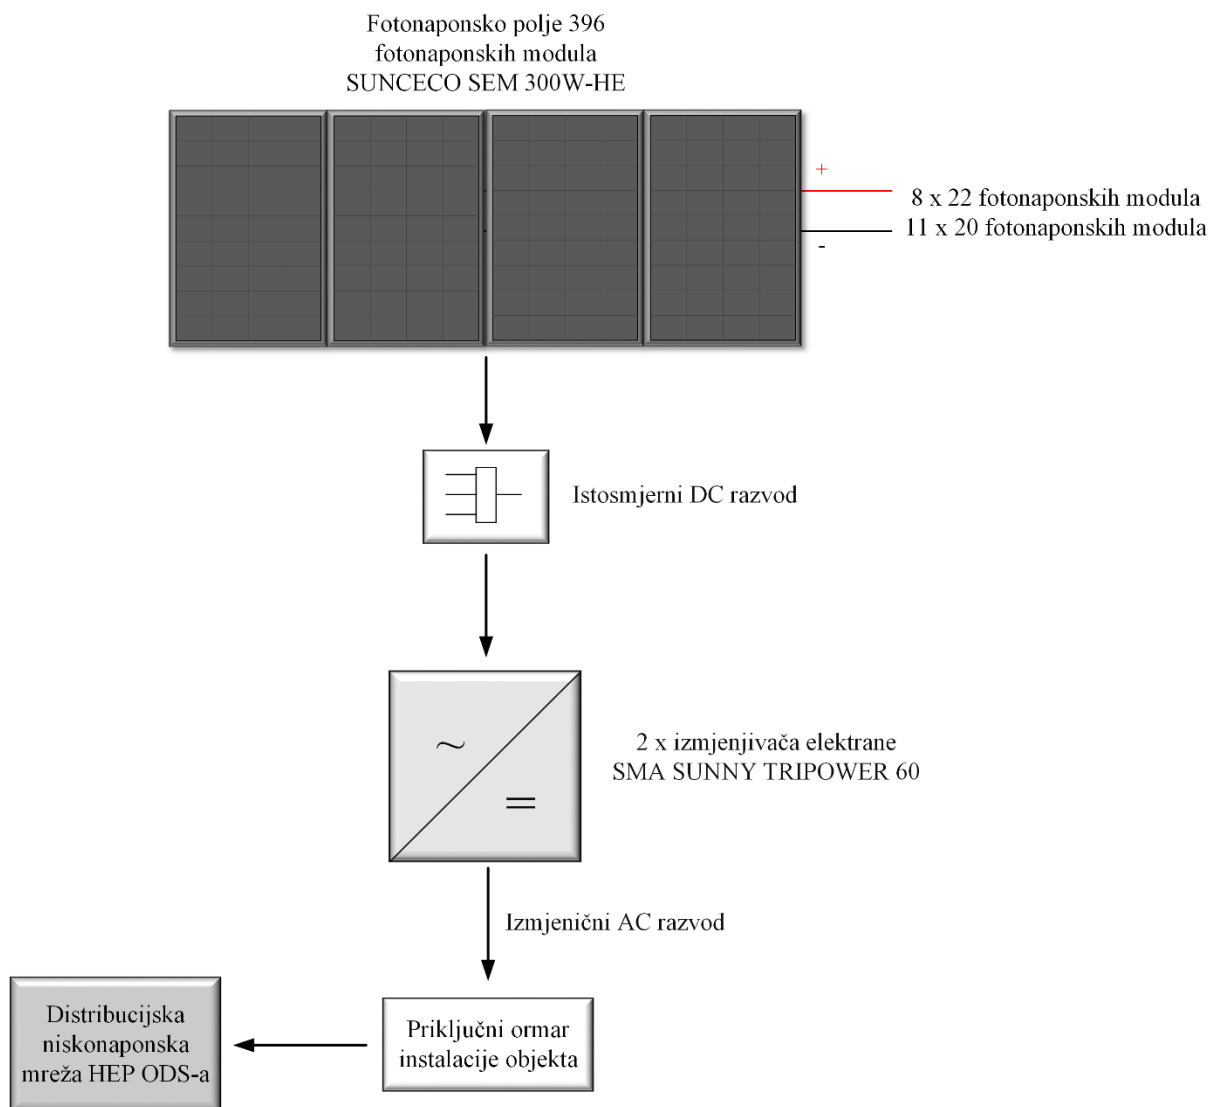 Fotonaponsko polje 396
fotonaponskih modula
SUNCECO SEM 300W-HE
+
8 x 22 fotonaponskih modula
11 x 20 fotonaponskih modula
-
Istosmjerni DC razvod
~
=
2 x izmjenjivača elektrane
SMA SUNNY TRIPOWER 60
Izmjenični AC razvod
Distribucijska
niskonaponska
mreža HEP ODS-a
Priključni ormar
instalacije objekta